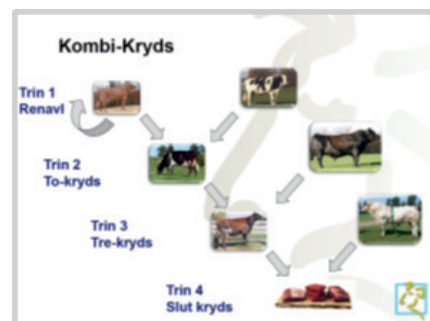 Kombi-Kryds
Trin 1
Renavl
Trin 2
To-kryds
Trin 3
Tre-kryds
Trin 4
Slut kryds